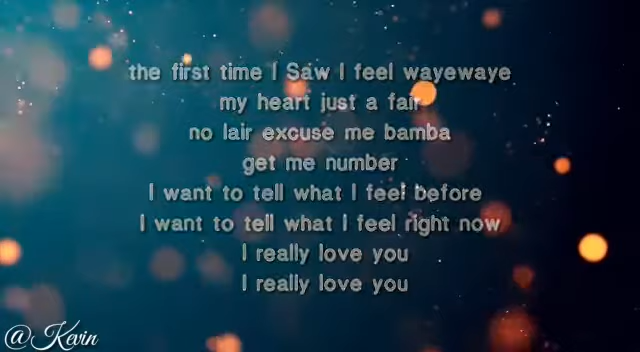 the first time I Saw I feel wayewaye
my heart just a fair
no lair excuse me bamba
get me number
I want to tell what I feel before
I want to tell what I feel right now
I really love you
I really love you
@Kevin